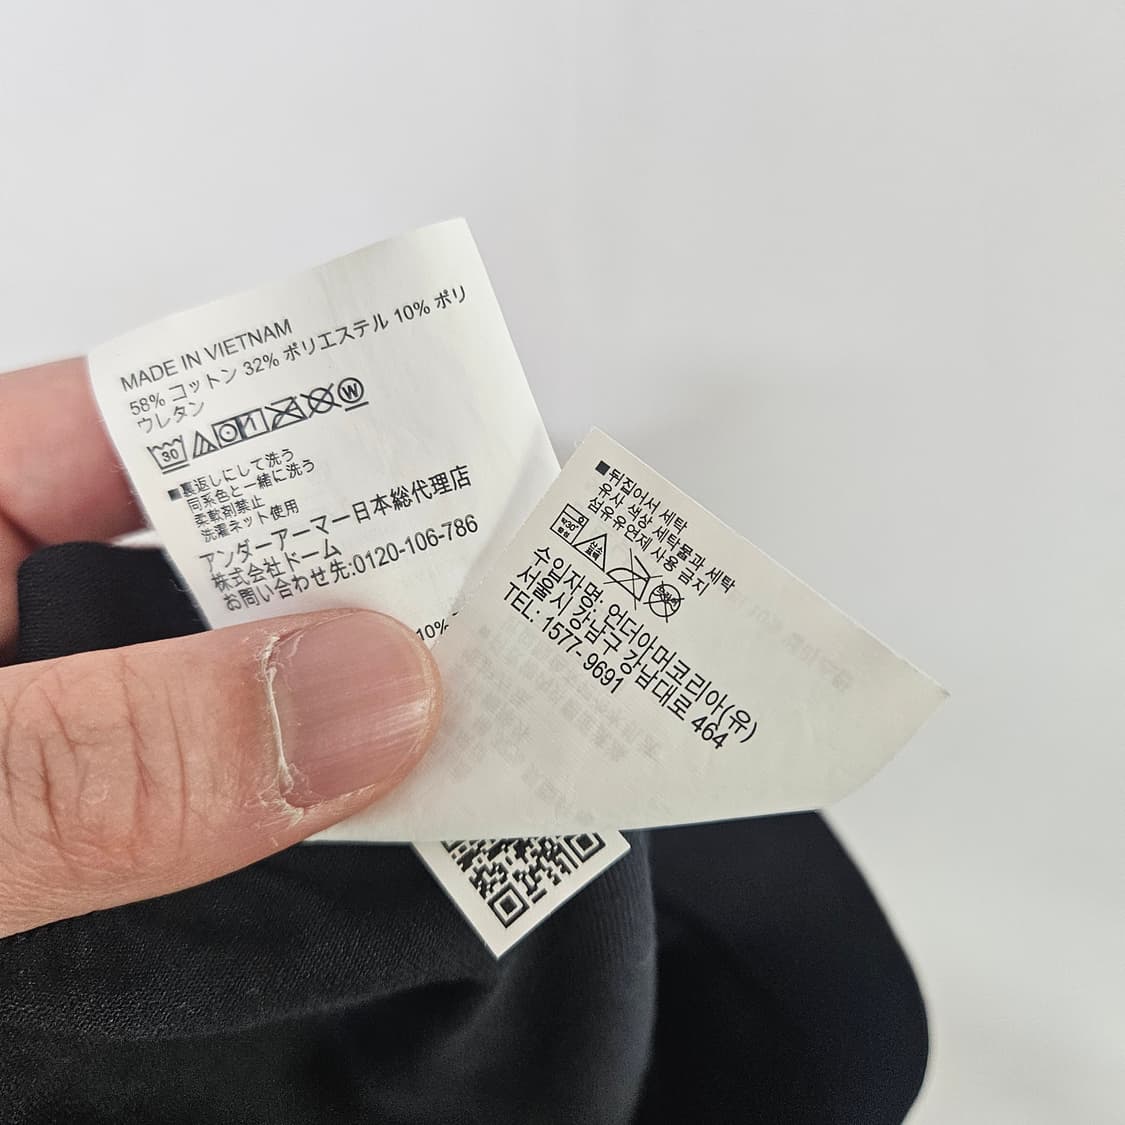 MADE IN VIETNAM
58% コットン 32% ポリエステル 10% ポリ
ウレタン
30
W
■裏返しにして洗う
同系色と一緒に洗う
柔軟剤禁止
洗濯ネット使用
アンダーアーマー日本総代理店
株式会社ドーム
お問い合わせ先:0120-106-786
10%
■뒤집어서 세탁
유사 색상 세탁물과 세탁
섬유유연제 사용 금지
수입자명: 언더아머코리아(유)
서울시 강남구 강남대로 464
TEL: 1577-9691